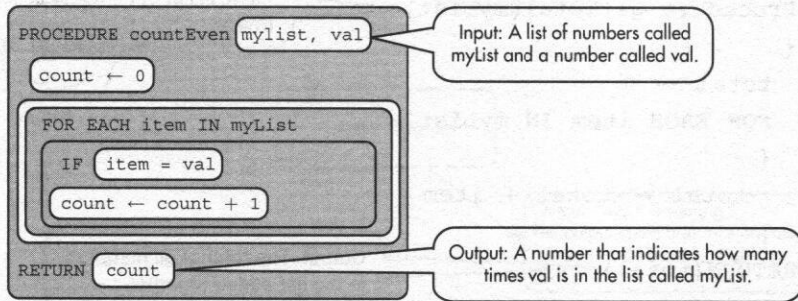 PROCEDURE countEven mylist, val
Input: A list of numbers called
myList and a number called val.
count ← 0
FOR EACH item IN myList
IF item = val
count ← count + 1
Output: A number that indicates how many
times val is in the list called myList.
RETURN count